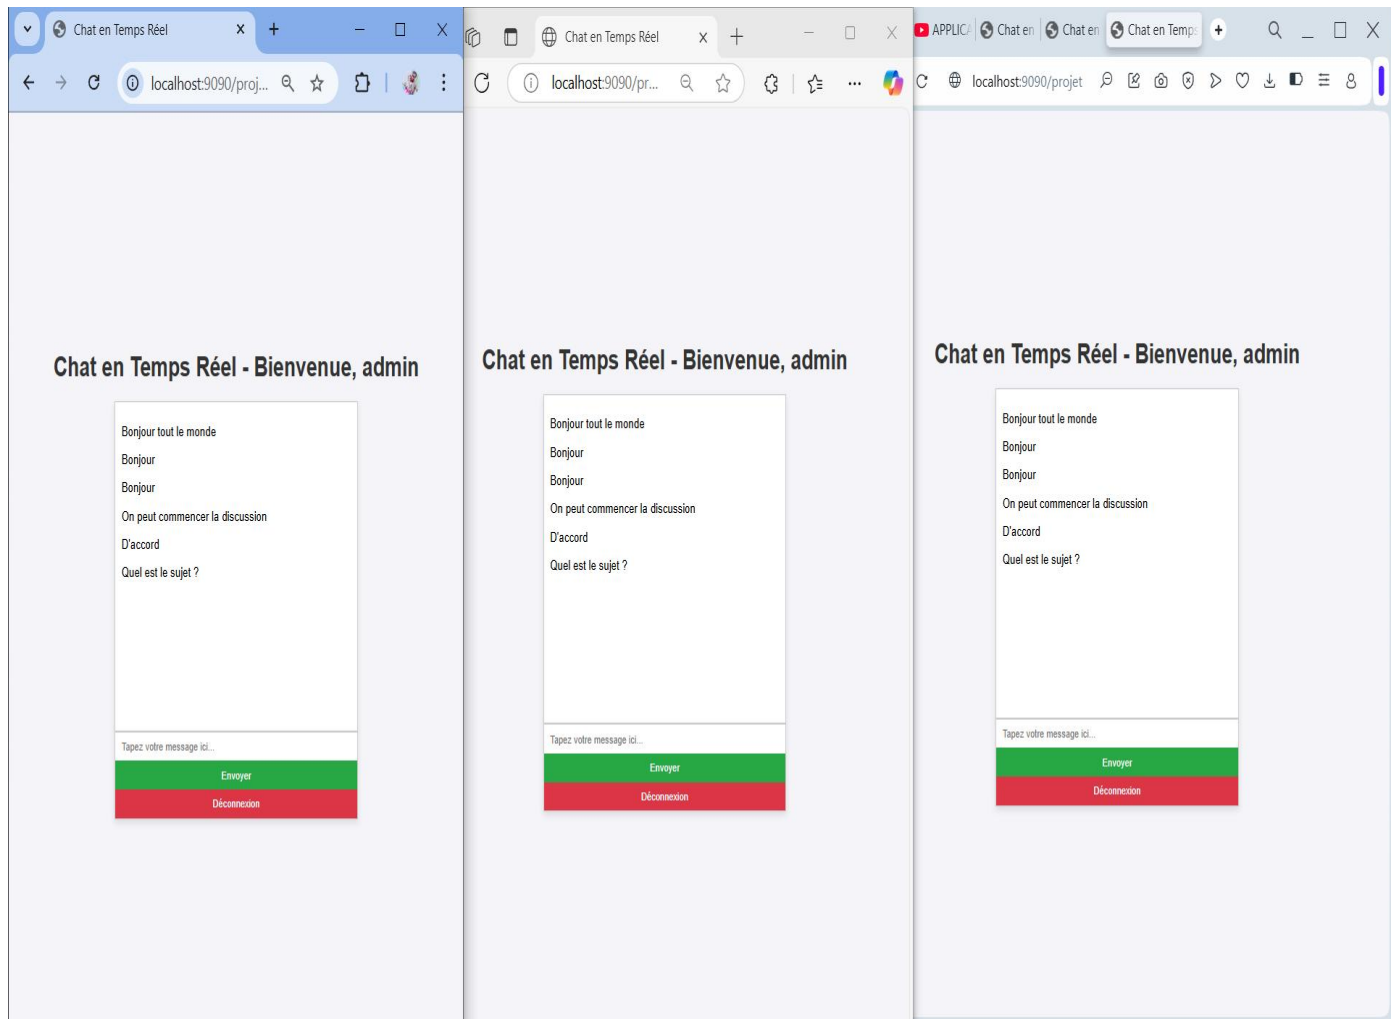 Chat en Temps Réel
localhost:9090/proj...
Chat en Temps Réel - Bienvenue, admin
Bonjour tout le monde
Bonjour
Bonjour
On peut commencer la discussion
D'accord
Quel est le sujet ?
Tapez votre message ici...
Envoyer
Déconnexion
Chat en Temps Réel
localhost:9090/pr...
Chat en Temps Réel - Bienvenue, admin
Bonjour tout le monde
Bonjour
Bonjour
On peut commencer la discussion
D'accord
Quel est le sujet ?
Tapez votre message ici...
Envoyer
Déconnexion
APPLICA Chat en Chat en Chat en Temps
localhost:9090/projet
Chat en Temps Réel - Bienvenue, admin
Bonjour tout le monde
Bonjour
Bonjour
On peut commencer la discussion
D'accord
Quel est le sujet ?
Tapez votre message ici...
Envoyer
Déconnexion